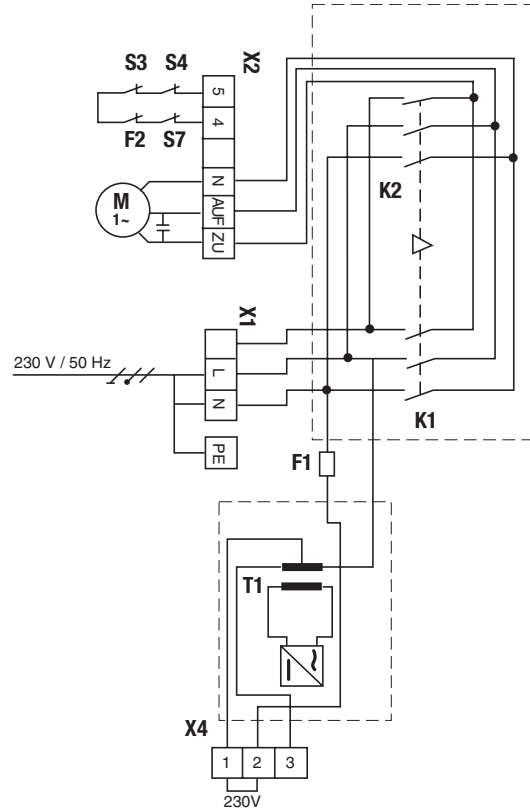 S3 S4 X2
5
F2 S7 4
N
M
1~
AUF
ZU
K2
X1
230 V / 50 Hz
L
N
K1
PE
F1
T1
X4
1 2 3
230V